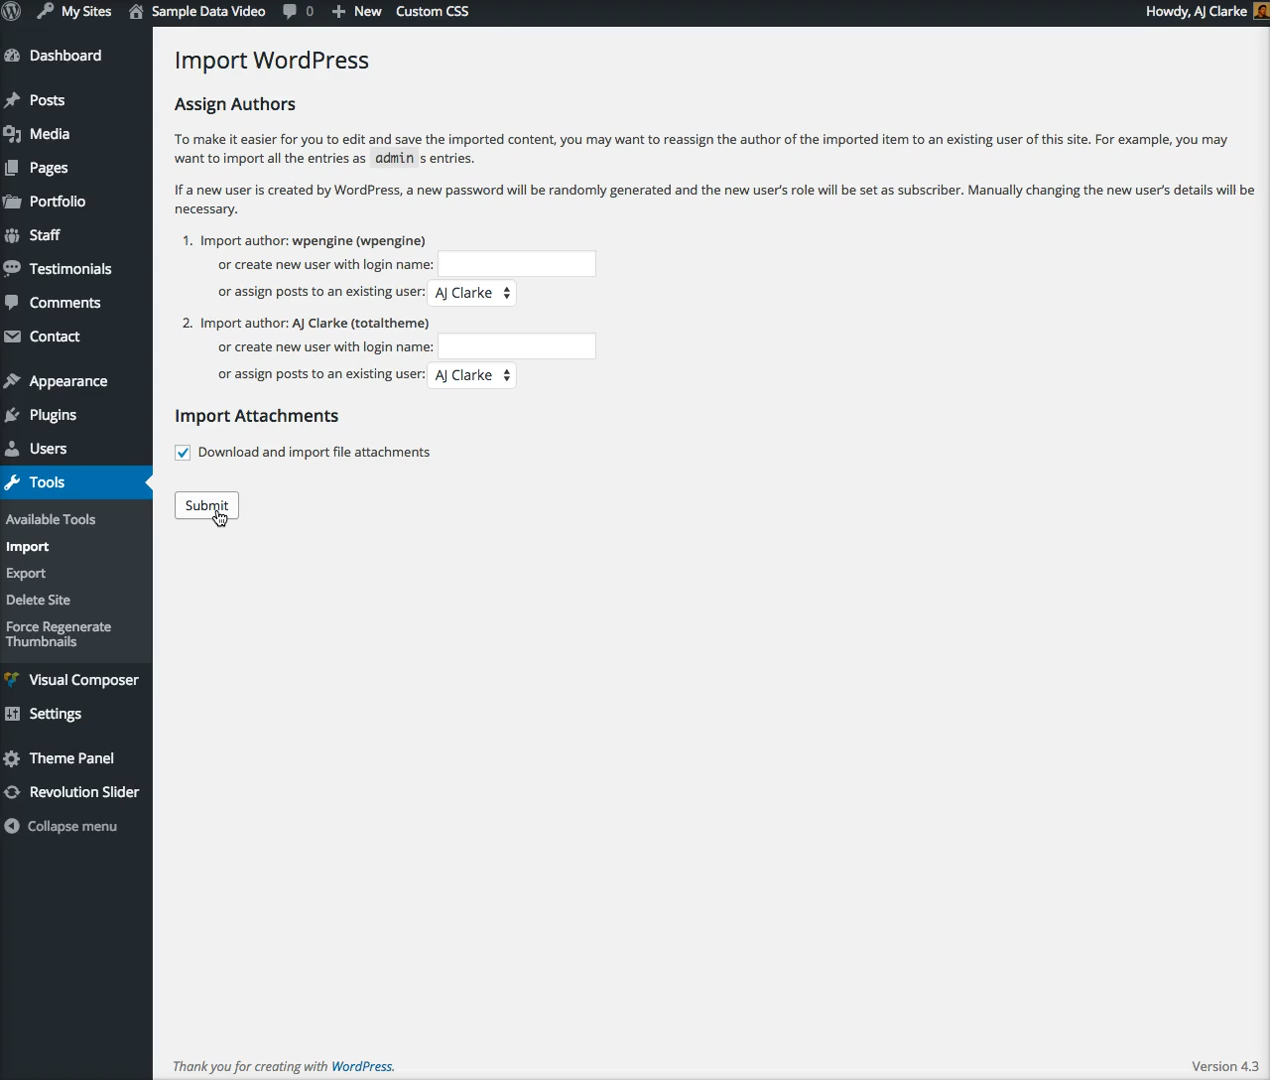 My Sites Sample Data Video 0 New Custom CSS Howdy, AJ Clarke
Dashboard
Posts
Media
Pages
Portfolio
Staff
Testimonials
Comments
Contact
Appearance
Plugins
Users
Tools
Available Tools
Import
Export
Delete Site
Force Regenerate
Thumbnails
Visual Composer
Settings
Theme Panel
Revolution Slider
Collapse menu
Import WordPress
Assign Authors
To make it easier for you to edit and save the imported content, you may want to reassign the author of the imported item to an existing user of this site. For example, you may
want to import all the entries as admin s entries.
If a new user is created by WordPress, a new password will be randomly generated and the new user's role will be set as subscriber. Manually changing the new user's details will be
necessary.
1. Import author: wpengine (wpengine)
or create new user with login name:
or assign posts to an existing user: AJ Clarke
2. Import author: AJ Clarke (totaltheme)
or create new user with login name:
or assign posts to an existing user: AJ Clarke
Import Attachments
Download and import file attachments
Submit
Thank you for creating with WordPress. Version 4.3